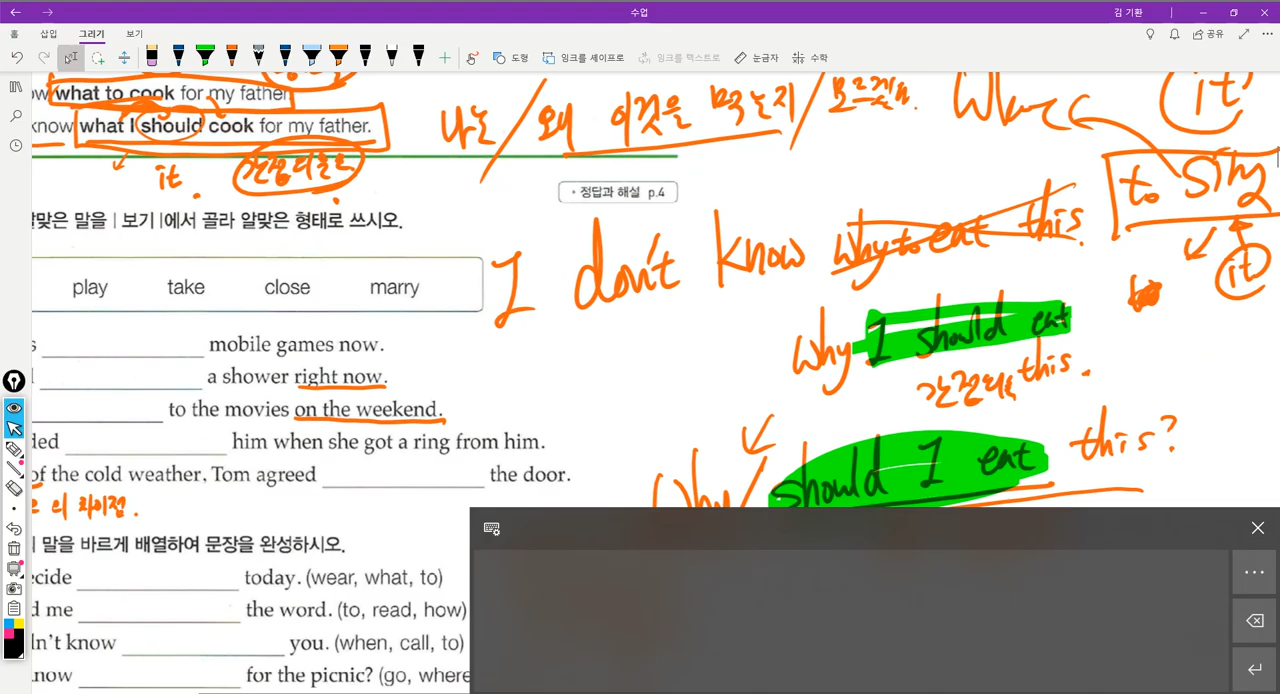 수업
김 기환
홈 삽입 그리기 보기
공유
도형 잉크를 셰이프로 잉크를 텍스트로 눈금자 수학
what to cook for my father.
know what I should cook for my father.
it.
나는 / 왜 이것을 먹는지 / 모르겠다.
it
정답과 해설 p.4
맞은 말을 | 보기 |에서 골라 알맞은 형태로 쓰시오.
to sing
it
I don't know why to eat this.
play take close marry
mobile games now.
a shower right now.
to the movies on the weekend.
ded him when she got a ring from him.
of the cold weather, Tom agreed the door.
의 차이점.
why I should eat this.
Why should I eat this?
말을 바르게 배열하여 문장을 완성하시오.
ecide today. (wear, what, to)
d me the word. (to, read, how)
n't know you. (when, call, to)
now for the picnic? (go, where